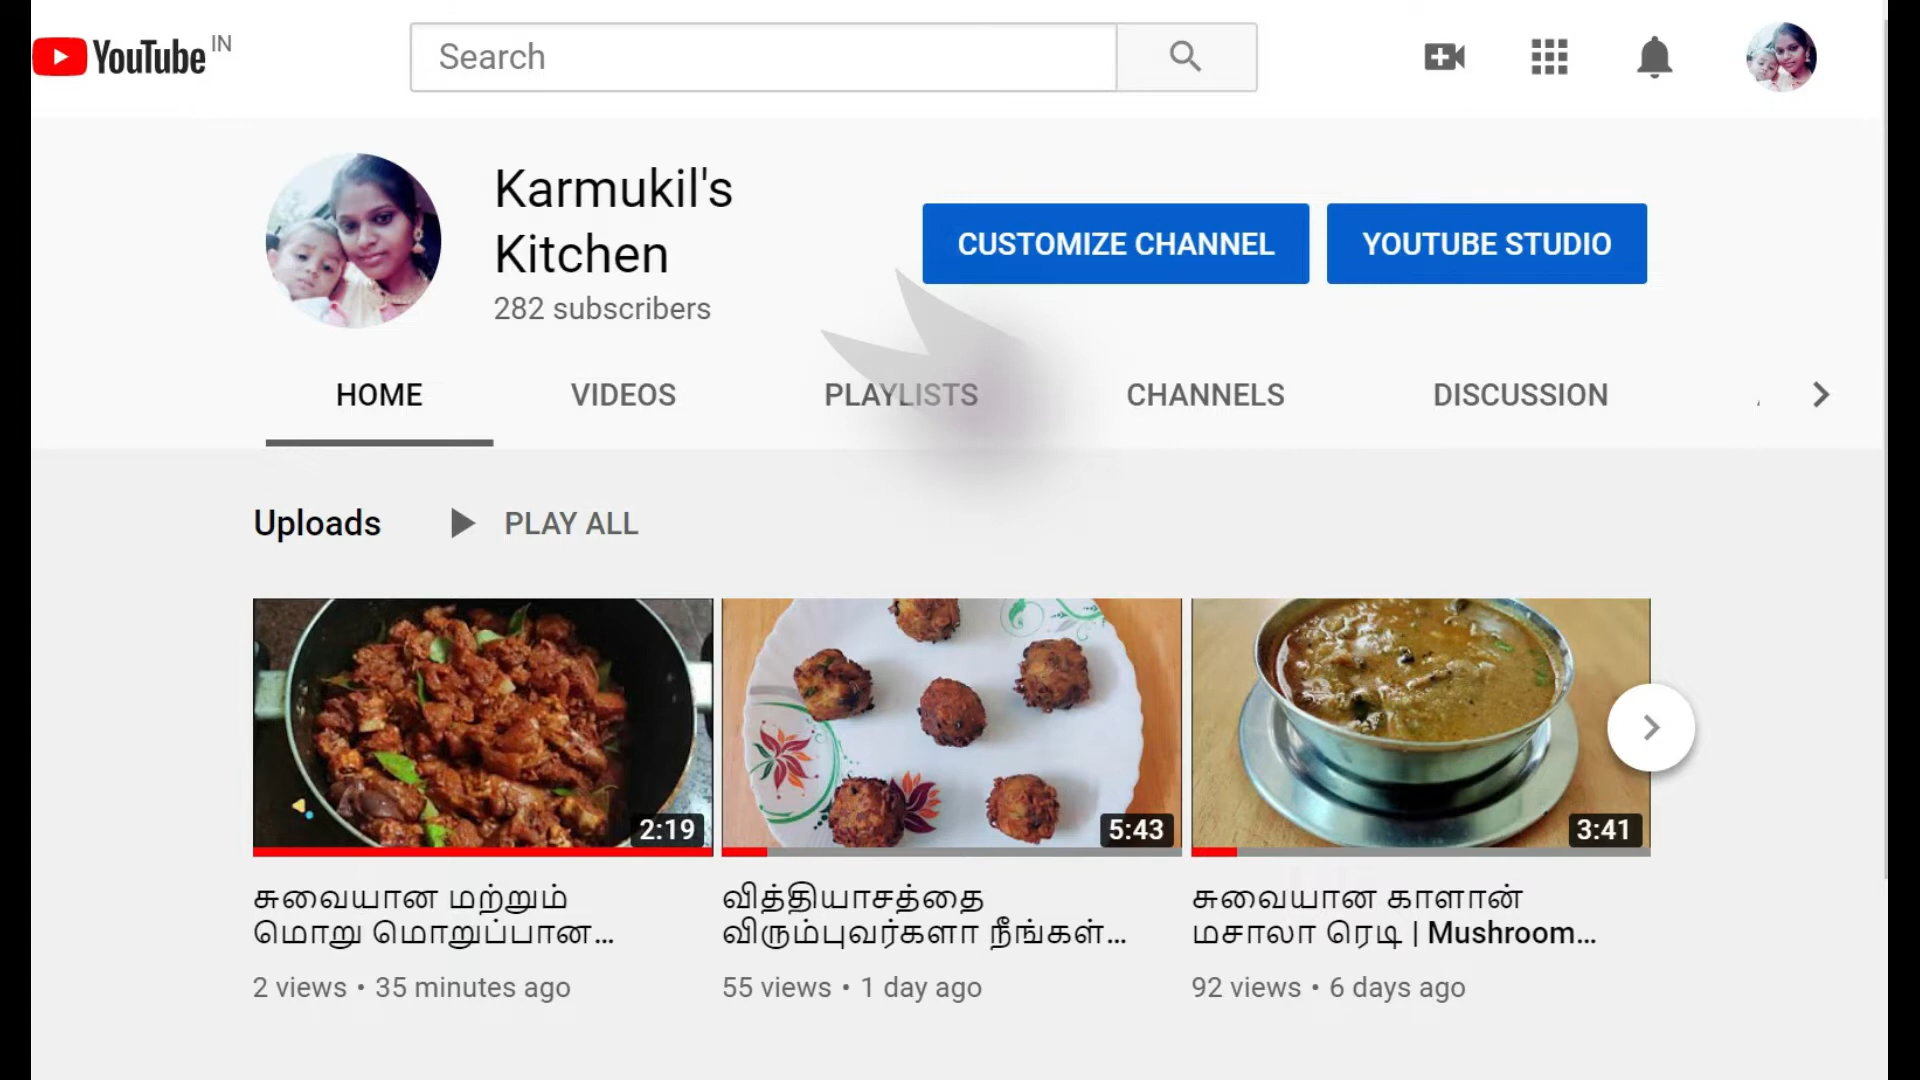 YouTube IN
Search
Karmukil's
Kitchen
282 subscribers
CUSTOMIZE CHANNEL
YOUTUBE STUDIO
HOME
VIDEOS
PLAYLISTS
CHANNELS
DISCUSSION
Uploads
PLAY ALL
2:19
5:43
3:41
சுவையான மற்றும்
மொறு மொறுப்பான...
2 views • 35 minutes ago
வித்தியாசத்தை
விரும்புவர்களா நீங்கள்...
55 views • 1 day ago
சுவையான காளான்
மசாலா ரெடி | Mushroom...
92 views • 6 days ago